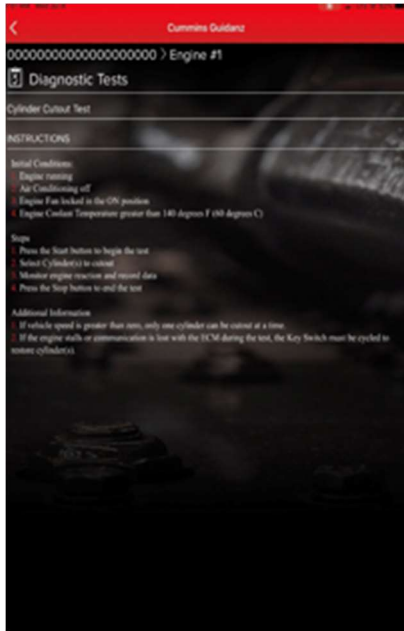 Cummins Guidanz
00000000000000000000 > Engine #1
Diagnostic Tests
Cylinder Cutout Test
INSTRUCTIONS
Initial Conditions:
1. Engine running
2. Air Conditioning off
3. Engine Fan locked in the ON position
4. Engine Coolant Temperature greater than 140 degrees F (60 degrees C)
Steps
1. Press the Start button to begin the test
2. Select Cylinder(s) to cutout
3. Monitor engine reaction and record data
4. Press the Stop button to end the test
Additional Information
1. If vehicle speed is greater than zero, only one cylinder can be cutout at a time.
2. If the engine stalls or communication is lost with the ECM during the test, the Key Switch must be cycled to
restore cylinder(s).